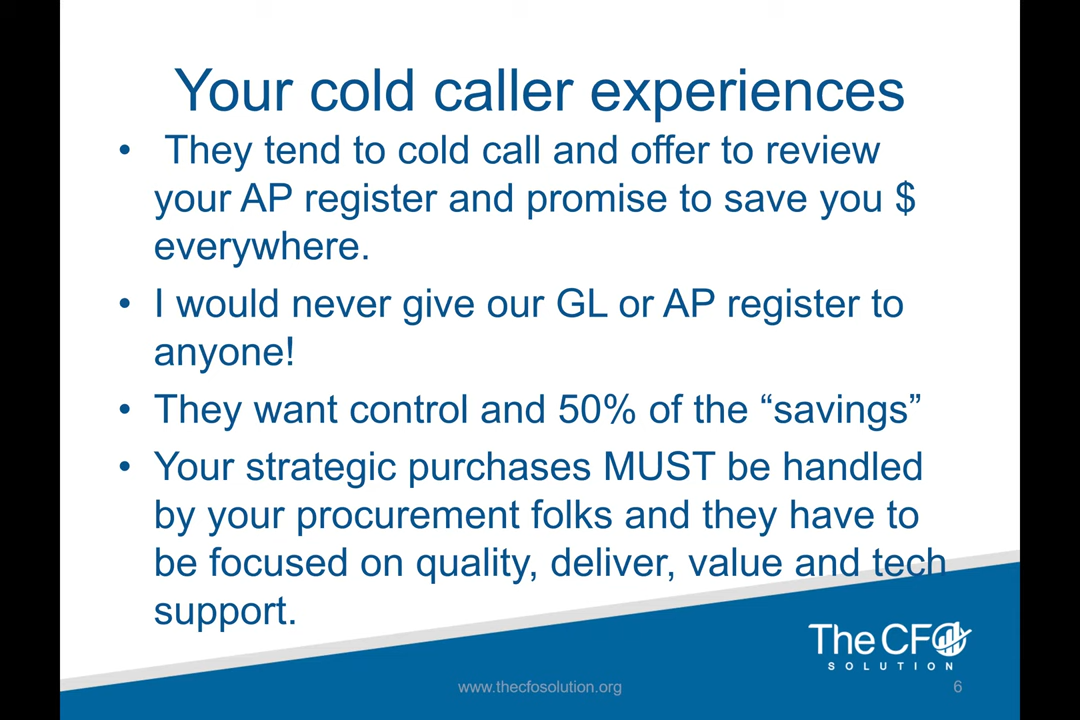 Your cold caller experiences
• They tend to cold call and offer to review
your AP register and promise to save you $
everywhere.
• I would never give our GL or AP register to
anyone!
• They want control and 50% of the “savings”
• Your strategic purchases MUST be handled
by your procurement folks and they have to
be focused on quality, deliver, value and tech
support.
The CFO
SOLUTION
www.thecfosolution.org
6